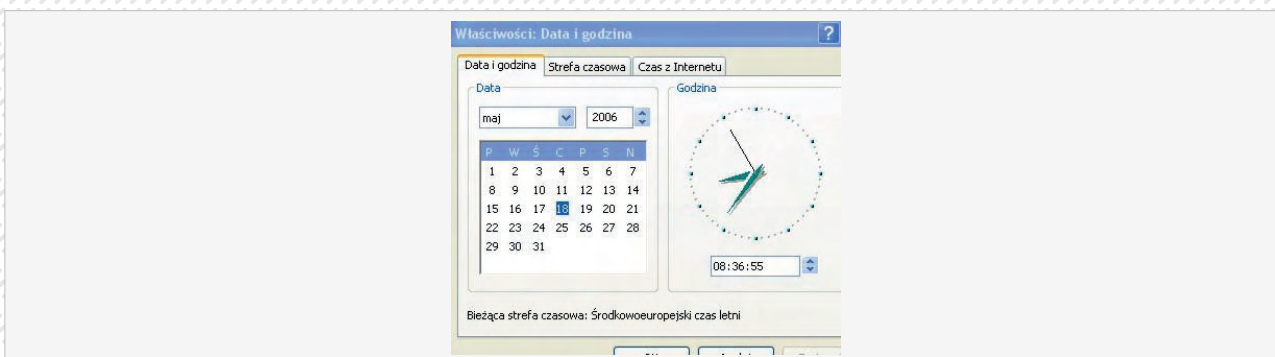 Właściwości: Data i godzina
?
Data i godzina Strefa czasowa Czas z Internetu
Data
Godzina
maj 2006
P W Ś C P S N
1 2 3 4 5 6 7
8 9 10 11 12 13 14
15 16 17 18 19 20 21
22 23 24 25 26 27 28
29 30 31
08:36:55
Bieżąca strefa czasowa: Środkowoeuropejski czas letni